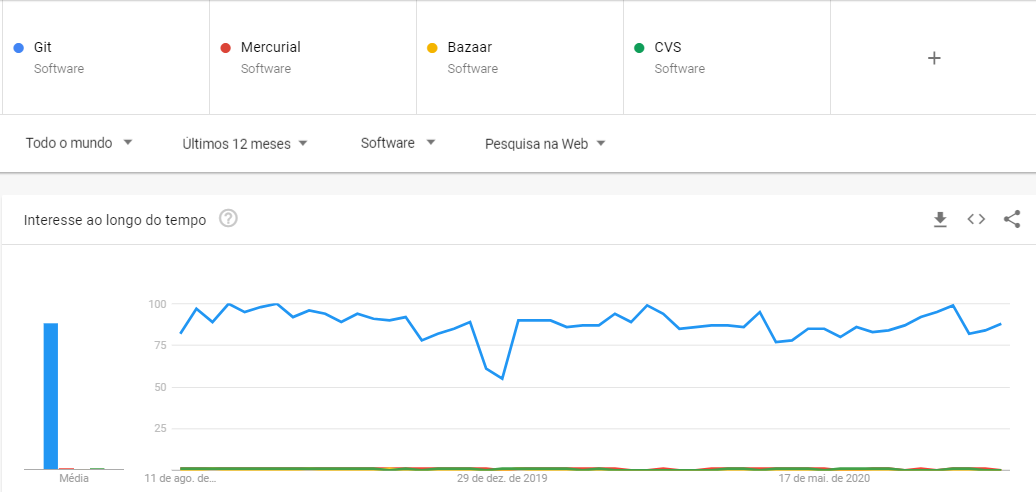 Git
Software
Mercurial
Software
Bazaar
Software
CVS
Software
+
Todo o mundo
Últimos 12 meses
Software
Pesquisa na Web
Interesse ao longo do tempo
?
100
75
50
25
Média
11 de ago. de…
29 de dez. de 2019
17 de mai. de 2020